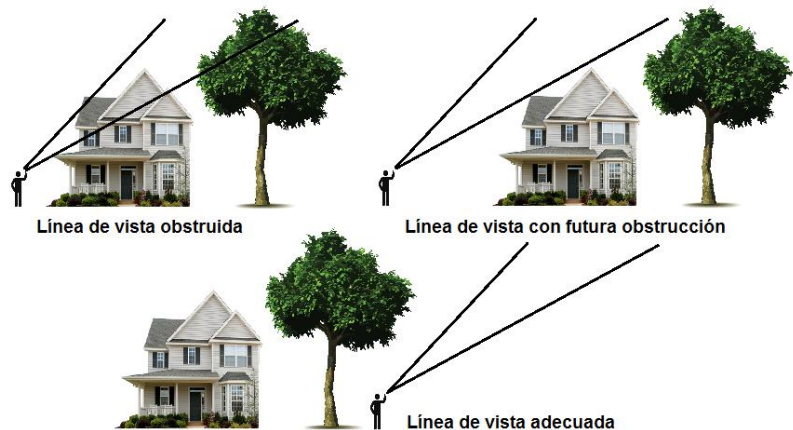 Línea de vista obstruida
Línea de vista con futura obstrucción
Línea de vista adecuada